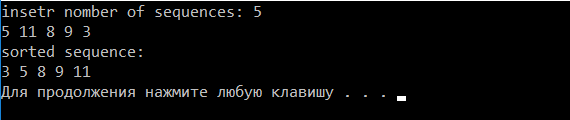 insetr nomber of sequences: 5
5 11 8 9 3
sorted sequence:
3 5 8 9 11
Для продолжения нажмите любую клавишу . . .